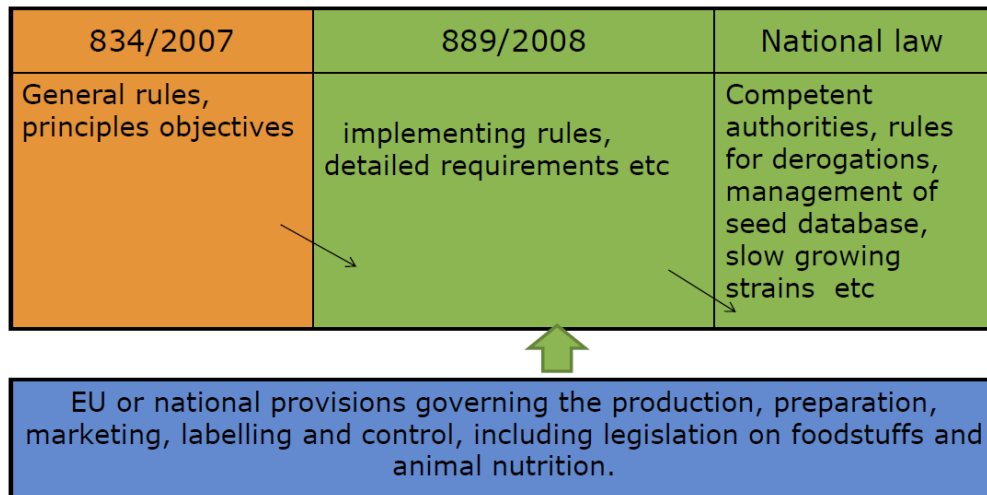 834/2007
889/2008
National law
General rules,
principles objectives
implementing rules,
detailed requirements etc
Competent
authorities, rules
for derogations,
management of
seed database,
slow growing
strains etc
EU or national provisions governing the production, preparation,
marketing, labelling and control, including legislation on foodstuffs and
animal nutrition.